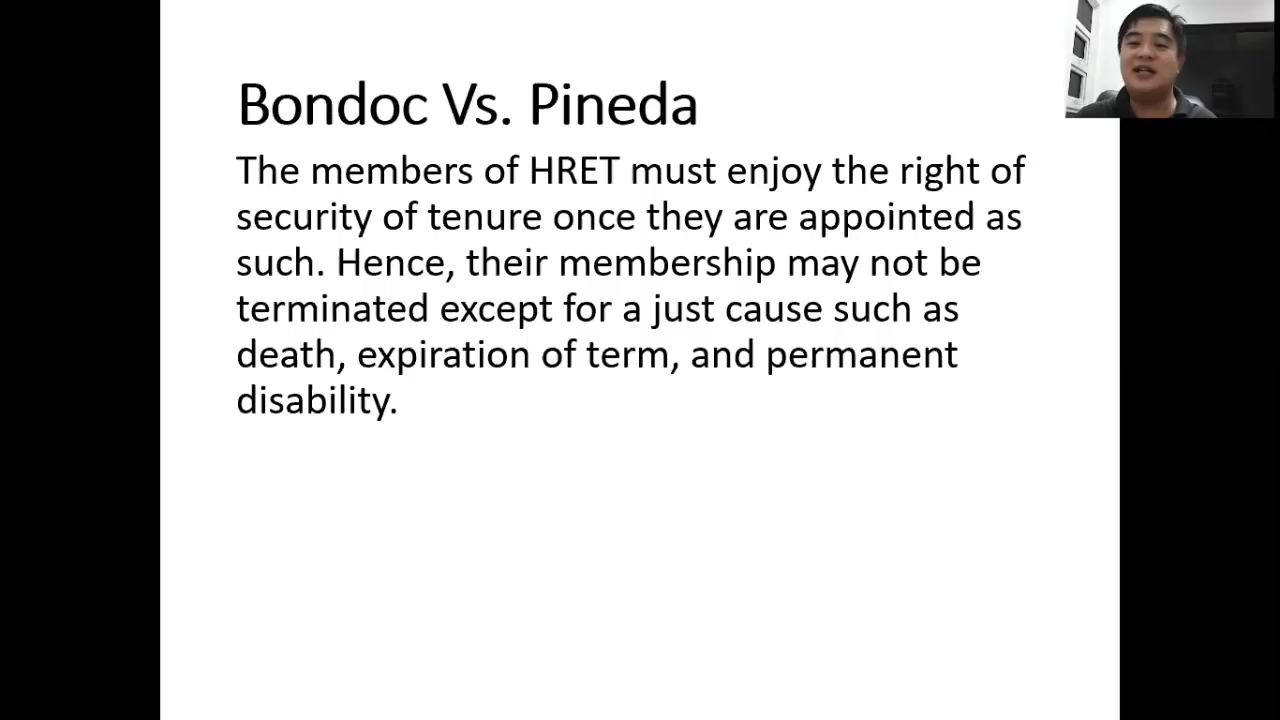 Bondoc Vs. Pineda
The members of HRET must enjoy the right of
security of tenure once they are appointed as
such. Hence, their membership may not be
terminated except for a just cause such as
death, expiration of term, and permanent
disability.